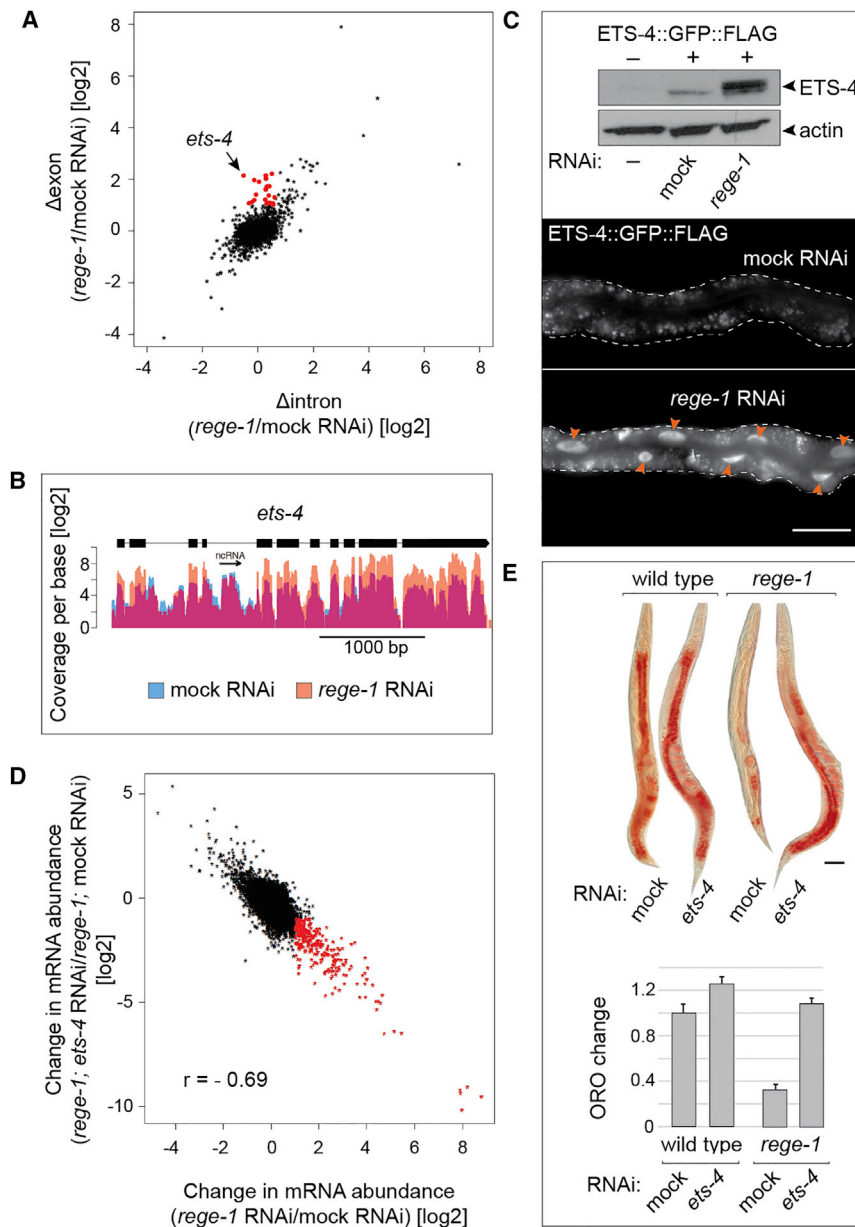 A
Δexon
(rege-1/mock RNAi) [log2]
8
6
4
2
0
-2
-4
ets-4
-4 -2 0 2 4 6 8
Δintron
(rege-1/mock RNAi) [log2]
B
Coverage per base [log2]
ets-4
ncRNA
8
4
0
1000 bp
mock RNAi
rege-1 RNAi
D
Change in mRNA abundance
(rege-1; ets-4 RNAi/rege-1; mock RNAi)
[log2]
5
0
-5
-10
r = - 0.69
-4 -2 0 2 4 6 8
Change in mRNA abundance
(rege-1 RNAi/mock RNAi) [log2]
C
ETS-4::GFP::FLAG
– + +
ETS-4
actin
RNAi: – mock rege-1
ETS-4::GFP::FLAG
mock RNAi
rege-1 RNAi
E
wild type rege-1
RNAi: mock ets-4 mock ets-4
ORO change
1.2
0.8
0.4
0
wild type rege-1
RNAi: mock ets-4 mock ets-4